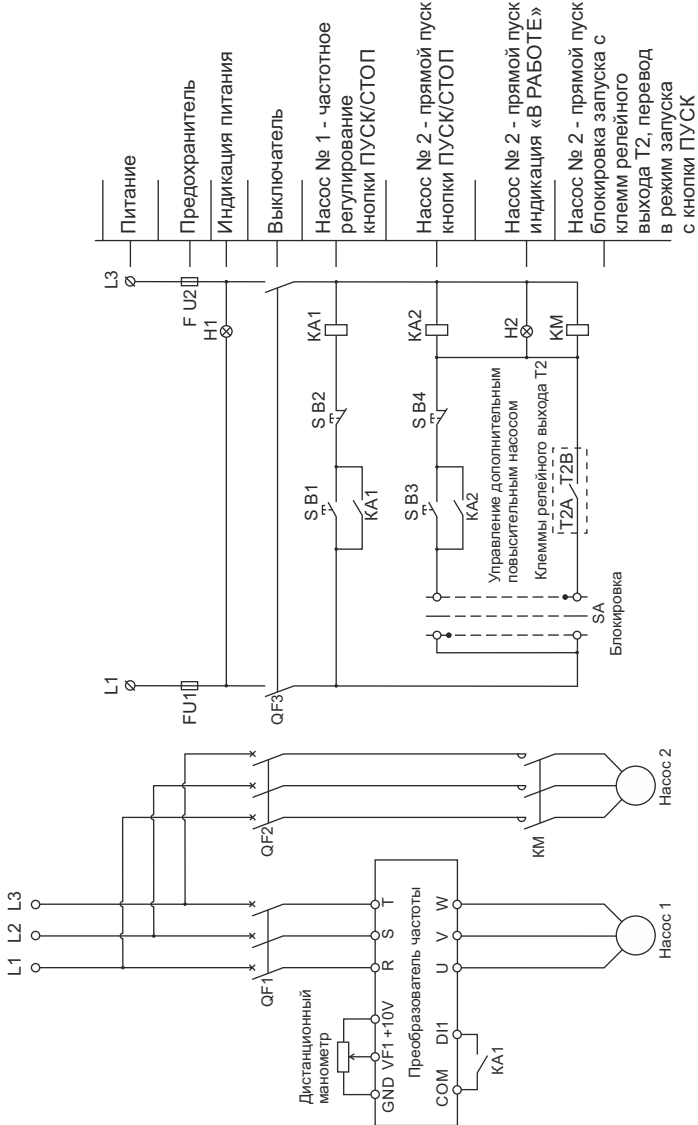 Питание
Предохранитель
Индикация питания
Выключатель
Насос № 1 - частотное
регулирование
кнопки ПУСК/СТОП
Насос № 2 - прямой пуск
кнопки ПУСК/СТОП
Насос № 2 - прямой пуск
индикация «В РАБОТЕ»
Насос № 2 - прямой пуск
блокировка запуска с
клемм релейного
выхода T2, перевод
в режим запуска
с кнопки ПУСК
L3
F U2
H1
KA1
KA2
H2
KM
S B2
S B4
S B1
KA1
S B3
KA2
Управление дополнительным
повысительным насосом
Клеммы релейного выхода T2
T2A T2B
SA
Блокировка
L1
FU1
QF3
L1 L2 L3
QF1
QF2
KM
Насос 2
Дистанционный
манометр
GND VF1 +10V R S T
Преобразователь частоты
COM DI1 U V W
KA1
Насос 1